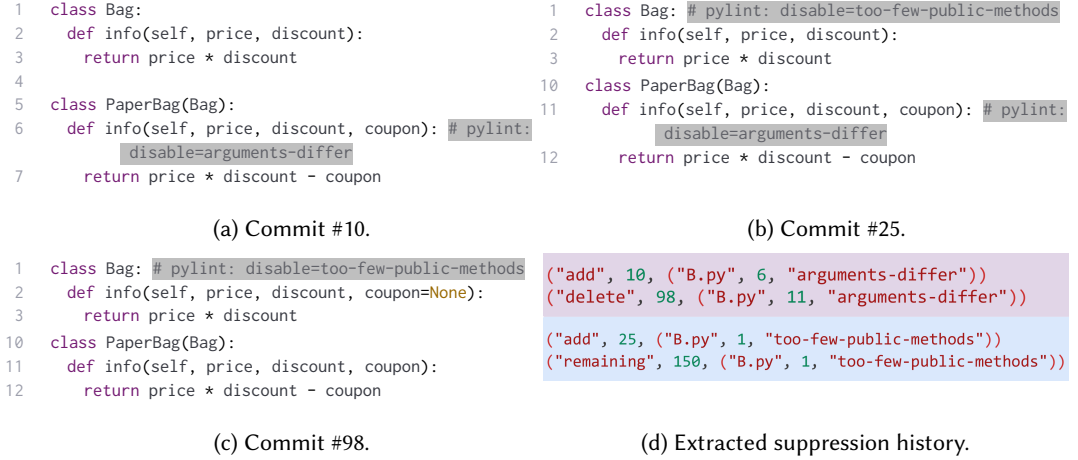 1 class Bag:
2 def info(self, price, discount):
3 return price * discount
4
5 class PaperBag(Bag):
6 def info(self, price, discount, coupon): # pylint:
disable=arguments-differ
7 return price * discount - coupon
(a) Commit #10.
1 class Bag: # pylint: disable=too-few-public-methods
2 def info(self, price, discount):
3 return price * discount
10 class PaperBag(Bag):
11 def info(self, price, discount, coupon): # pylint:
disable=arguments-differ
12 return price * discount - coupon
(b) Commit #25.
1 class Bag: # pylint: disable=too-few-public-methods
2 def info(self, price, discount, coupon=None):
3 return price * discount
10 class PaperBag(Bag):
11 def info(self, price, discount, coupon):
12 return price * discount - coupon
(c) Commit #98.
("add", 10, ("B.py", 6, "arguments-differ"))
("delete", 98, ("B.py", 11, "arguments-differ"))
("add", 25, ("B.py", 1, "too-few-public-methods"))
("remaining", 150, ("B.py", 1, "too-few-public-methods"))
(d) Extracted suppression history.